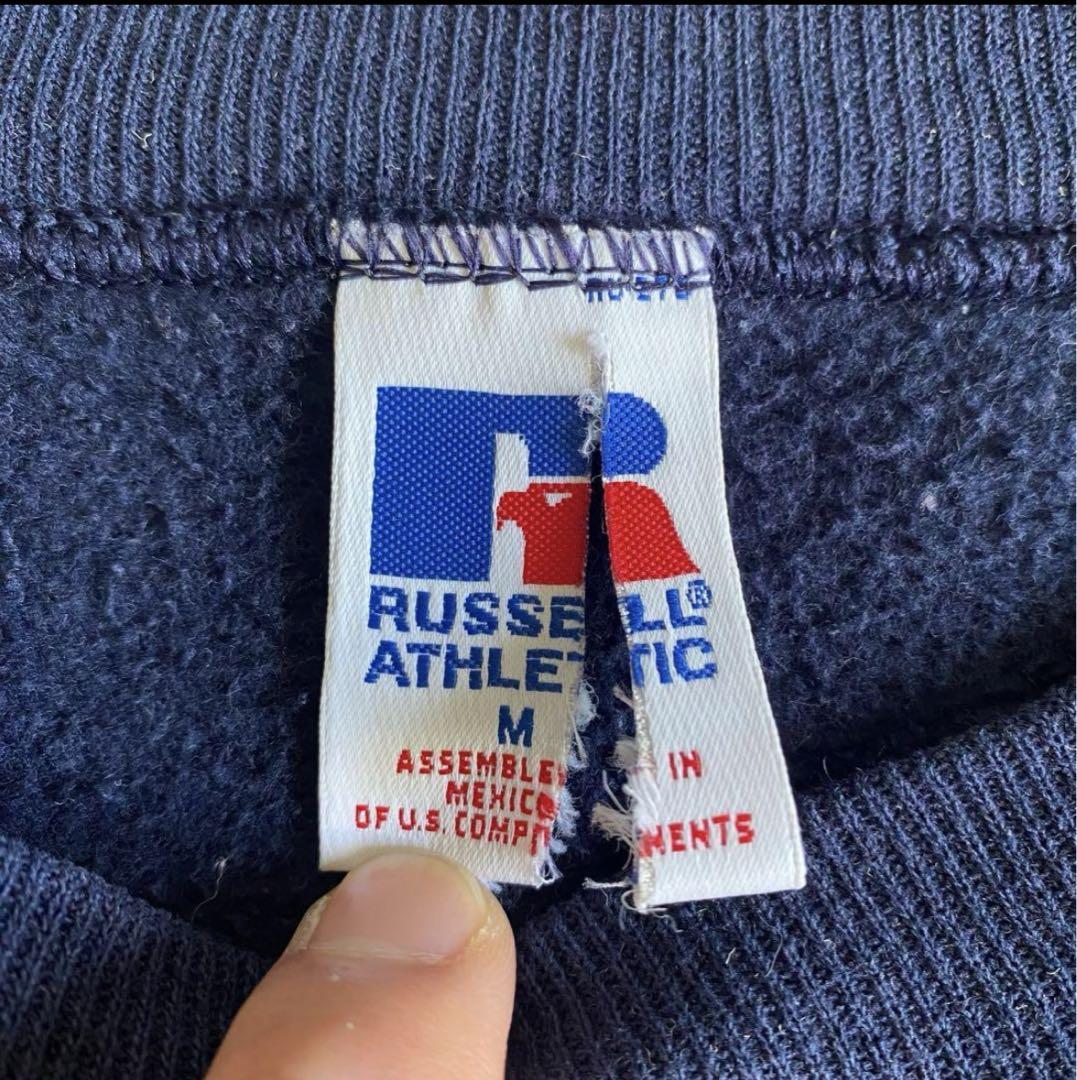 RUSSELL®
ATHLETIC
M
ASSEMBLED IN
MEXICO
OF U.S. COMPONENTS